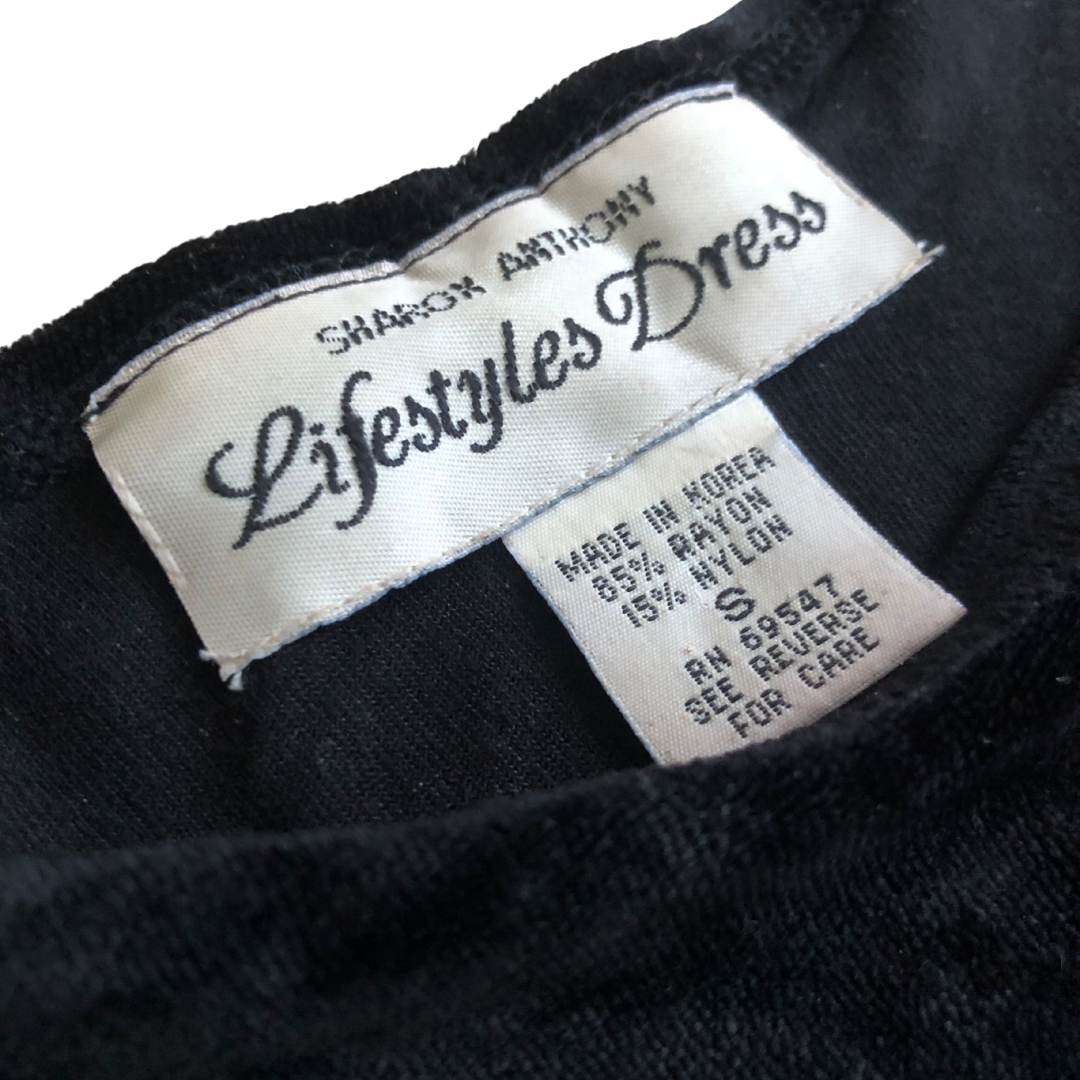 SHARON ANTHONY
Lifestyles Dress
MADE IN KOREA
85% RAYON
15% NYLON
S
RN 69547
SEE REVERSE
FOR CARE